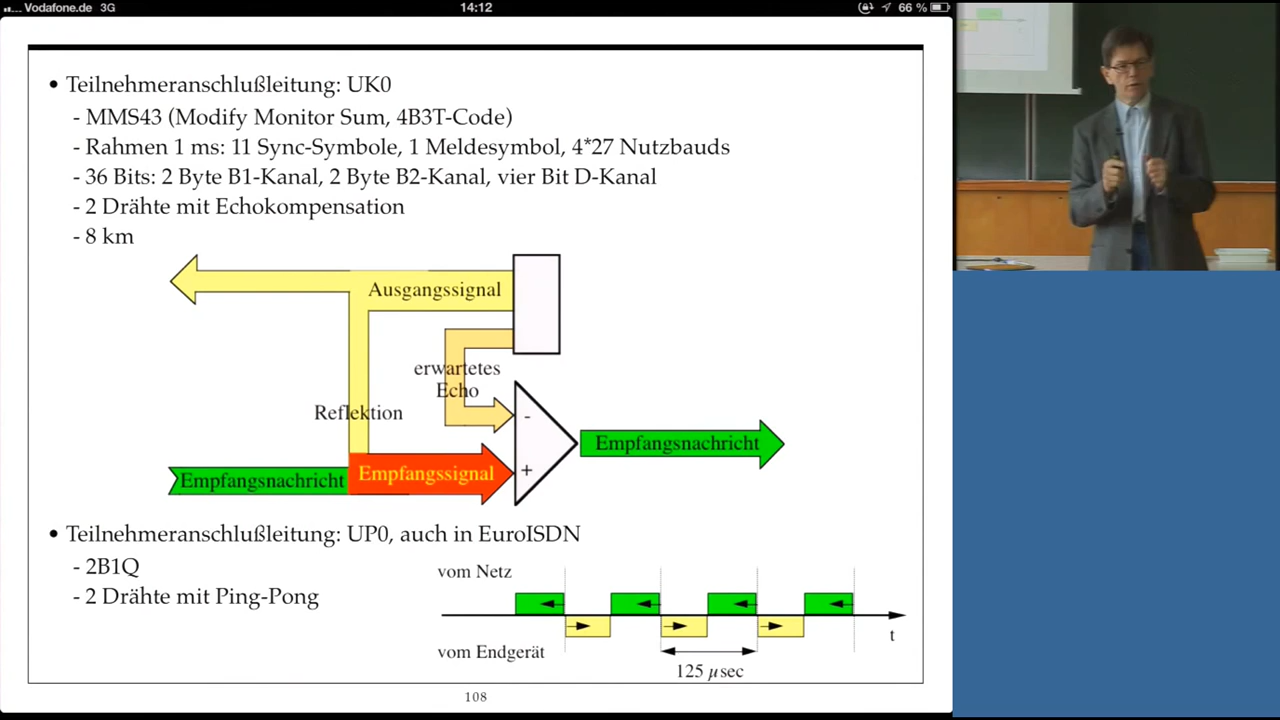 Vodafone.de 3G 14:12 66 %
• Teilnehmeranschlußleitung: UK0
- MMS43 (Modify Monitor Sum, 4B3T-Code)
- Rahmen 1 ms: 11 Sync-Symbole, 1 Meldesymbol, 4*27 Nutzbauds
- 36 Bits: 2 Byte B1-Kanal, 2 Byte B2-Kanal, vier Bit D-Kanal
- 2 Drähte mit Echokompensation
- 8 km
Ausgangssignal
erwartetes
Echo
Reflektion
-
Empfangsnachricht
+
Empfangssignal
Empfangsnachricht
• Teilnehmeranschlußleitung: UP0, auch in EuroISDN
- 2B1Q
- 2 Drähte mit Ping-Pong
vom Netz
t
vom Endgerät
125 µsec
108